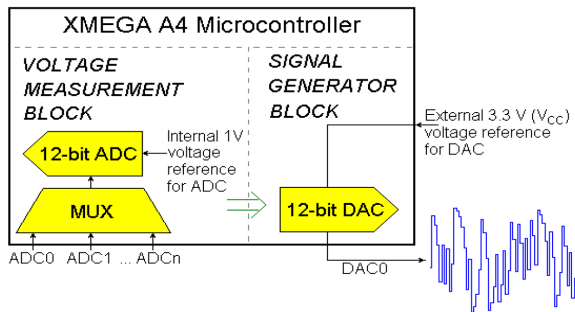 XMEGA A4 Microcontroller
VOLTAGE
MEASUREMENT
BLOCK
SIGNAL
GENERATOR
BLOCK
External 3.3 V (VCC)
voltage reference
for DAC
Internal 1V
voltage
reference
for ADC
12-bit ADC
MUX
12-bit DAC
ADC0 ADC1 ... ADCn
DAC0